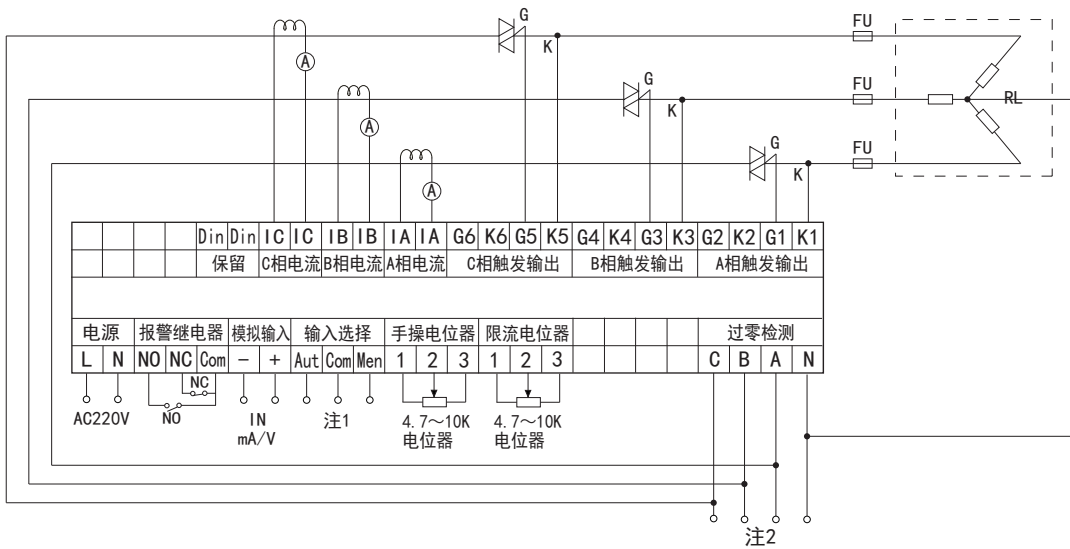 G
FU
K
A
G
FU
K
RL
A
G
FU
K
A
Din Din IC IC IB IB IA IA G6 K6 G5 K5 G4 K4 G3 K3 G2 K2 G1 K1
保留 C相电流 B相电流 A相电流 C相触发输出 B相触发输出 A相触发输出
电源 报警继电器 模拟输入 输入选择 手操电位器 限流电位器 过零检测
L N NO NC Com － + Aut Com Men 1 2 3 1 2 3 C B A N
NC
AC220V NO IN 注1 4.7～10K 4.7～10K
mA/V 电位器 电位器
注2